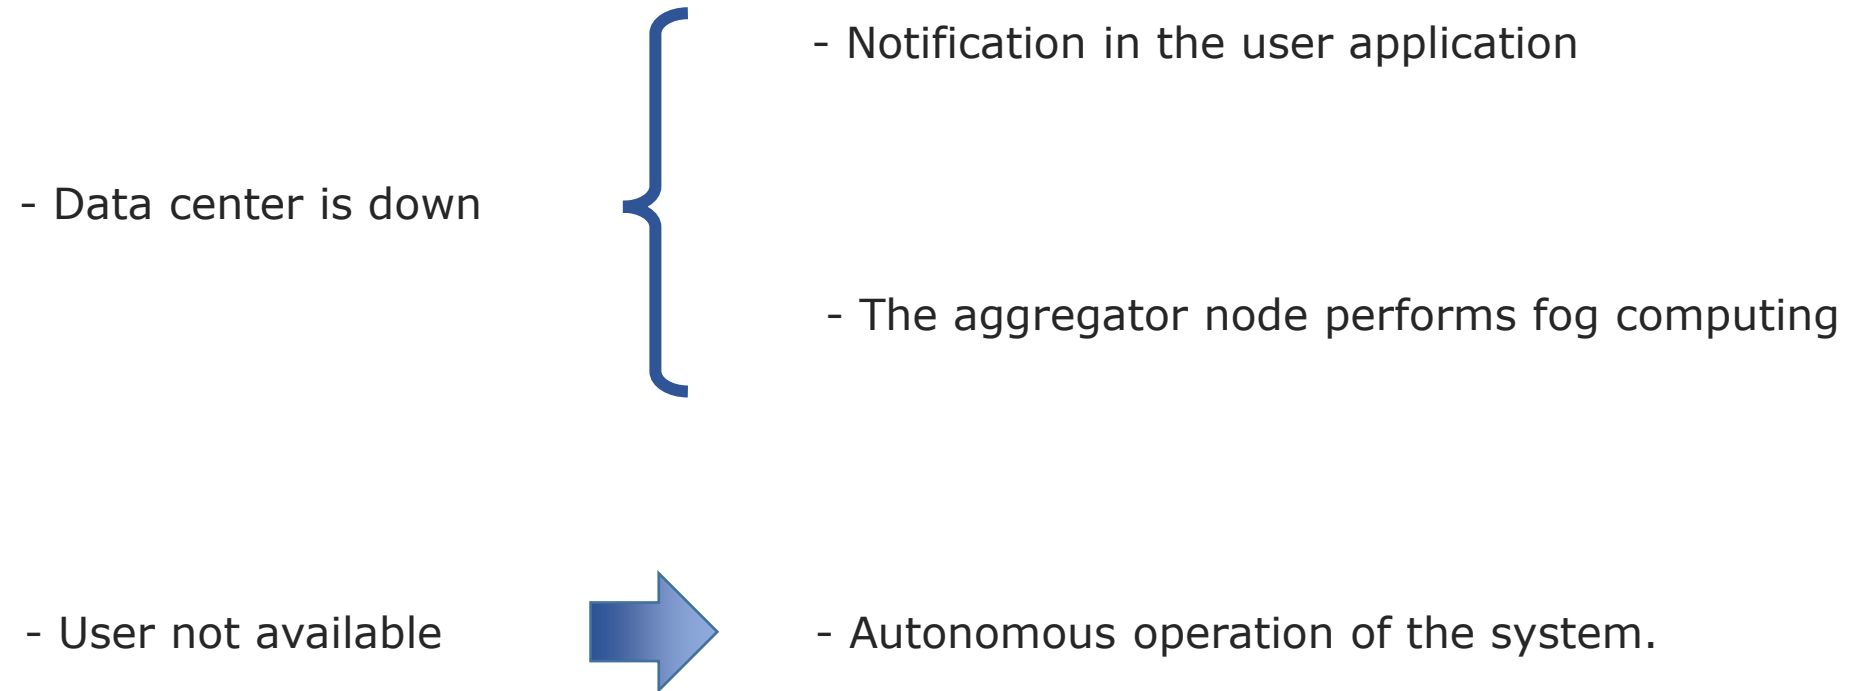 - Notification in the user application
- Data center is down
- The aggregator node performs fog computing
- User not available
- Autonomous operation of the system.